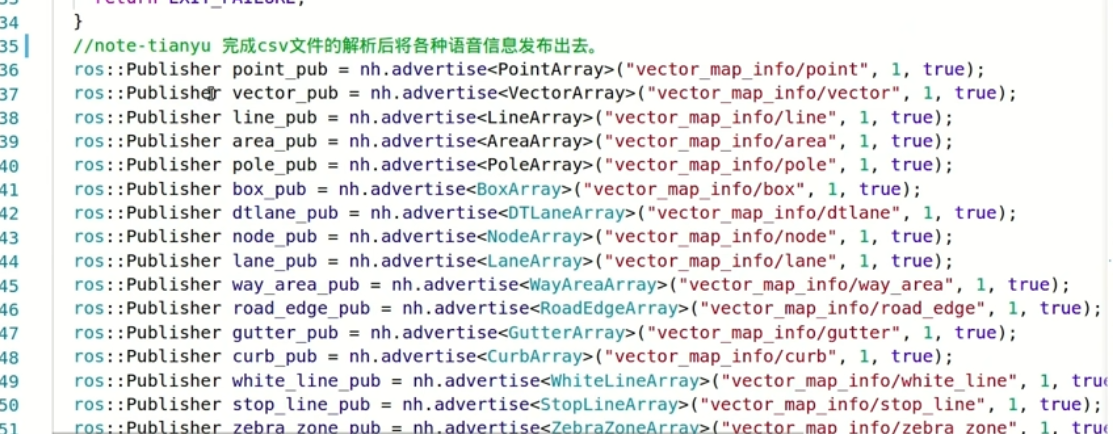 return EXIT_FAILURE;
34 }
35 //note-tianyu 完成csv文件的解析后将各种语音信息发布出去。
36 ros::Publisher point_pub = nh.advertise<PointArray>("vector_map_info/point", 1, true);
37 ros::Publisher vector_pub = nh.advertise<VectorArray>("vector_map_info/vector", 1, true);
38 ros::Publisher line_pub = nh.advertise<LineArray>("vector_map_info/line", 1, true);
39 ros::Publisher area_pub = nh.advertise<AreaArray>("vector_map_info/area", 1, true);
40 ros::Publisher pole_pub = nh.advertise<PoleArray>("vector_map_info/pole", 1, true);
41 ros::Publisher box_pub = nh.advertise<BoxArray>("vector_map_info/box", 1, true);
42 ros::Publisher dtlane_pub = nh.advertise<DTLaneArray>("vector_map_info/dtlane", 1, true);
43 ros::Publisher node_pub = nh.advertise<NodeArray>("vector_map_info/node", 1, true);
44 ros::Publisher lane_pub = nh.advertise<LaneArray>("vector_map_info/lane", 1, true);
45 ros::Publisher way_area_pub = nh.advertise<WayAreaArray>("vector_map_info/way_area", 1, true);
46 ros::Publisher road_edge_pub = nh.advertise<RoadEdgeArray>("vector_map_info/road_edge", 1, true);
47 ros::Publisher gutter_pub = nh.advertise<GutterArray>("vector_map_info/gutter", 1, true);
48 ros::Publisher curb_pub = nh.advertise<CurbArray>("vector_map_info/curb", 1, true);
49 ros::Publisher white_line_pub = nh.advertise<WhiteLineArray>("vector_map_info/white_line", 1, true
50 ros::Publisher stop_line_pub = nh.advertise<StopLineArray>("vector_map_info/stop_line", 1, true);
51 ros::Publisher zebra_zone_pub = nh.advertise<ZebraZoneArray>("vector_map_info/zebra_zone", 1, true